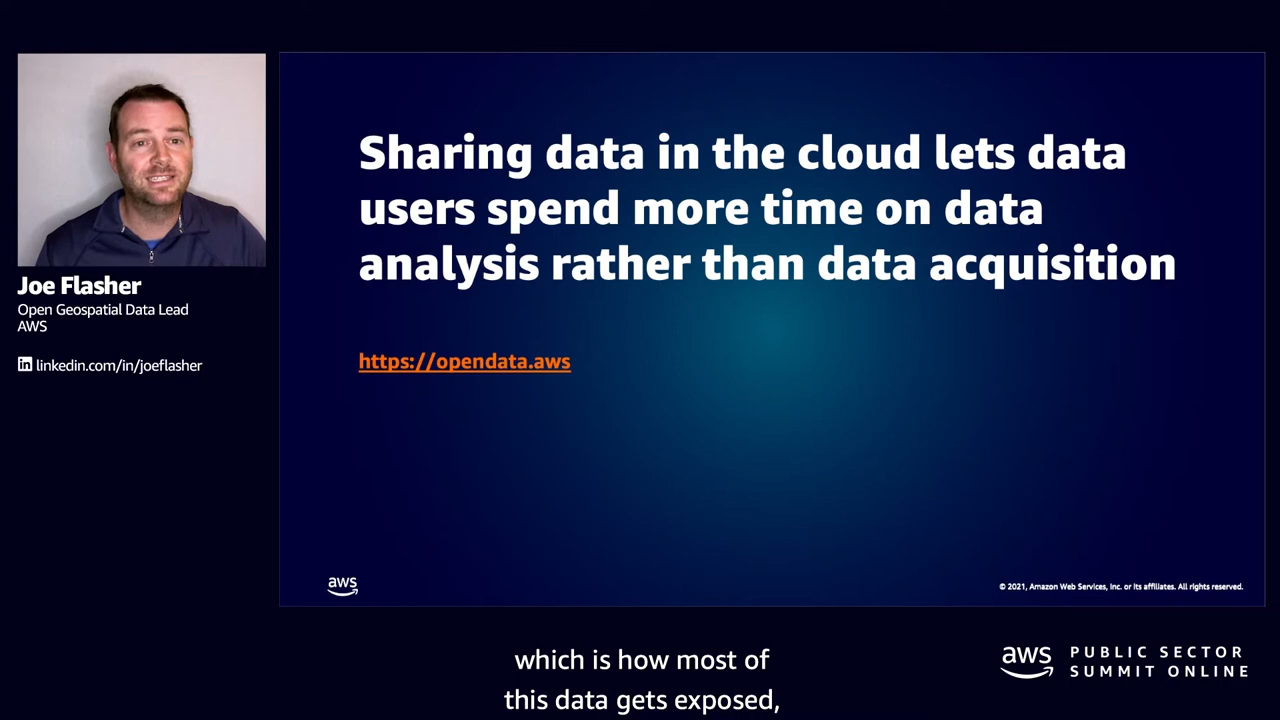 Joe Flasher
Open Geospatial Data Lead
AWS
in linkedin.com/in/joeflasher
Sharing data in the cloud lets data
users spend more time on data
analysis rather than data acquisition
https://opendata.aws
aws
© 2021, Amazon Web Services, Inc. or its affiliates. All rights reserved.
which is how most of
this data gets exposed,
aws
PUBLIC SECTOR
SUMMIT ONLINE